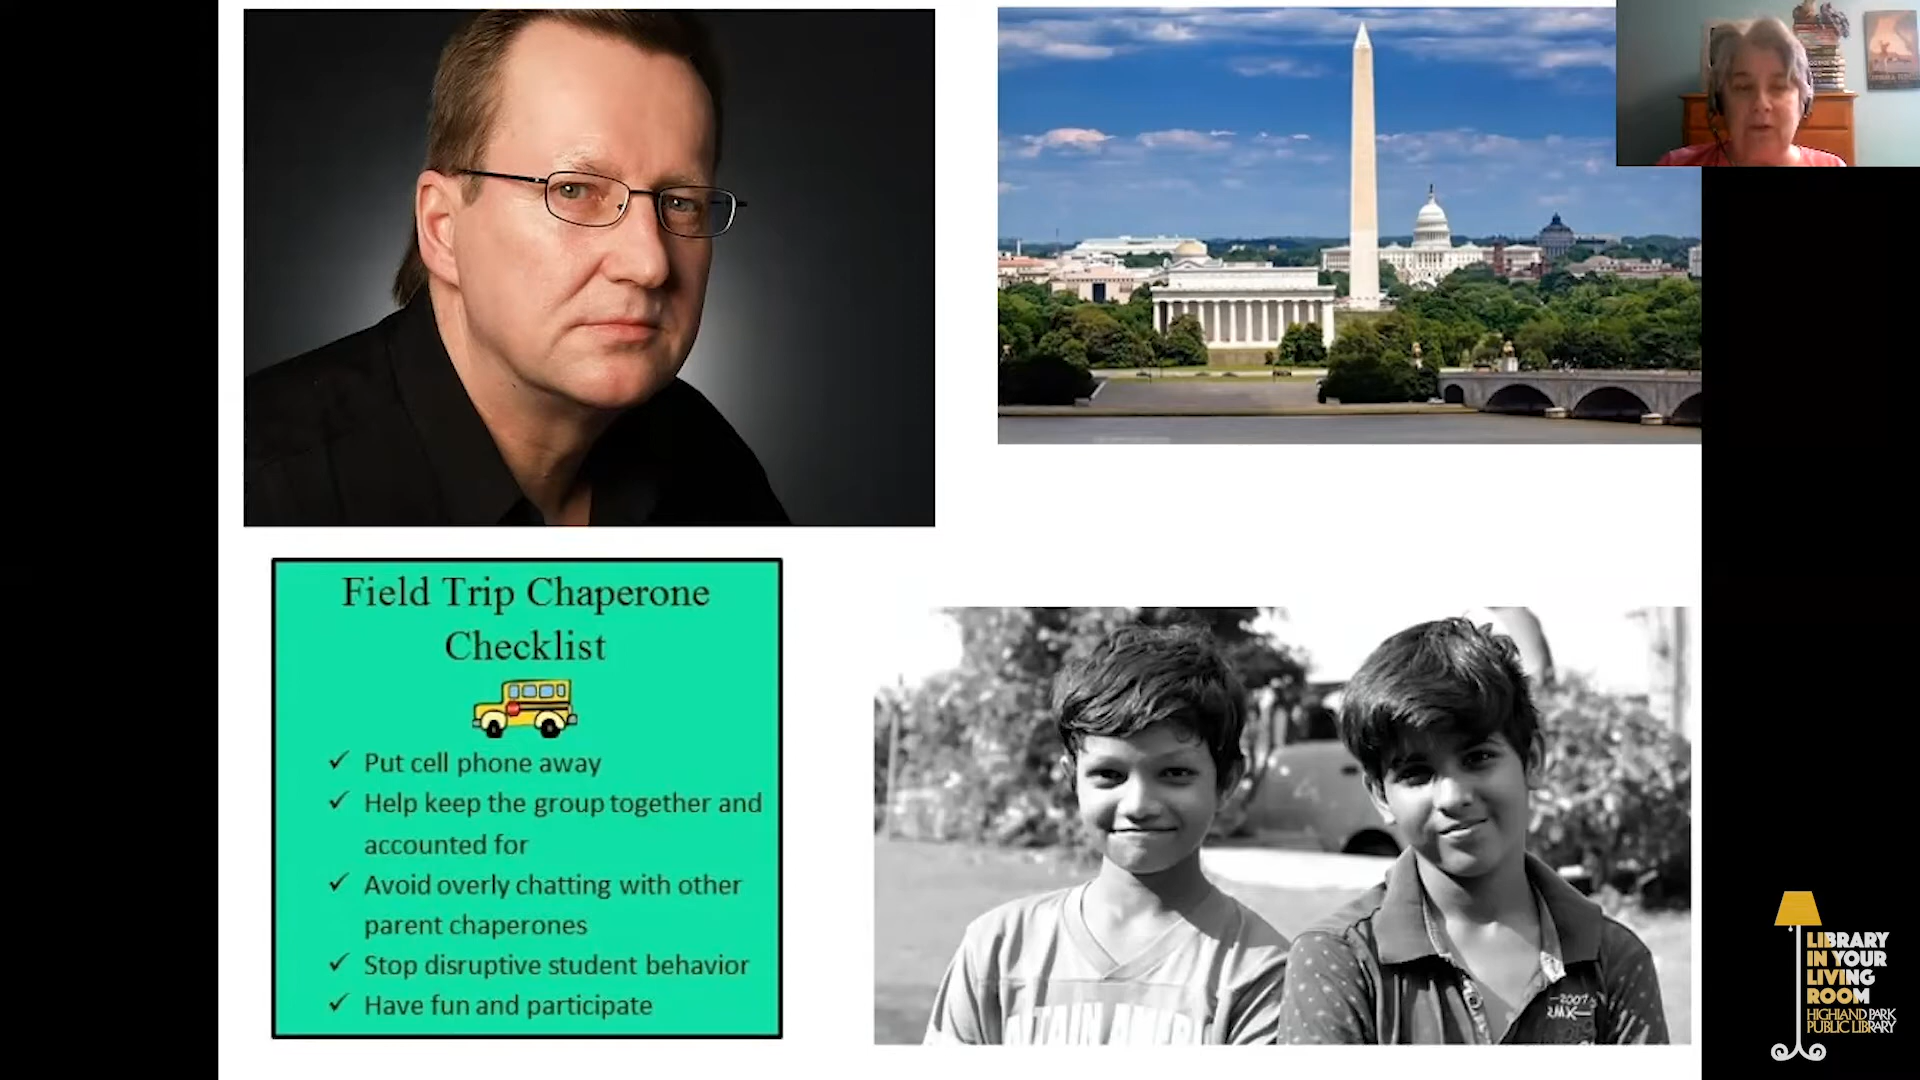 Field Trip Chaperone
Checklist
✓ Put cell phone away
✓ Help keep the group together and
accounted for
✓ Avoid overly chatting with other
parent chaperones
✓ Stop disruptive student behavior
✓ Have fun and participate
2007
RMX
LIBRARY
IN YOUR
LIVING
ROOM
HIGHLAND PARK
PUBLIC LIBRARY